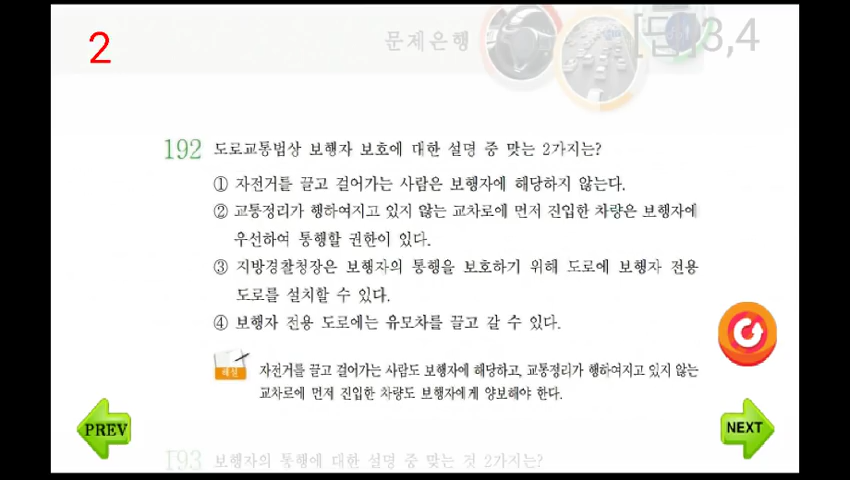 2
문제은행
[답]3,4
192 도로교통법상 보행자 보호에 대한 설명 중 맞는 2가지는?
① 자전거를 끌고 걸어가는 사람은 보행자에 해당하지 않는다.
② 교통정리가 행하여지고 있지 않는 교차로에 먼저 진입한 차량은 보행자에
우선하여 통행할 권한이 있다.
③ 지방경찰청장은 보행자의 통행을 보호하기 위해 도로에 보행자 전용
도로를 설치할 수 있다.
④ 보행자 전용 도로에는 유모차를 끌고 갈 수 있다.
해설 자전거를 끌고 걸어가는 사람도 보행자에 해당하고, 교통정리가 행하여지고 있지 않는
교차로에 먼저 진입한 차량도 보행자에게 양보해야 한다.
PREV
NEXT
193 보행자의 통행에 대한 설명 중 맞는 것 2가지는?